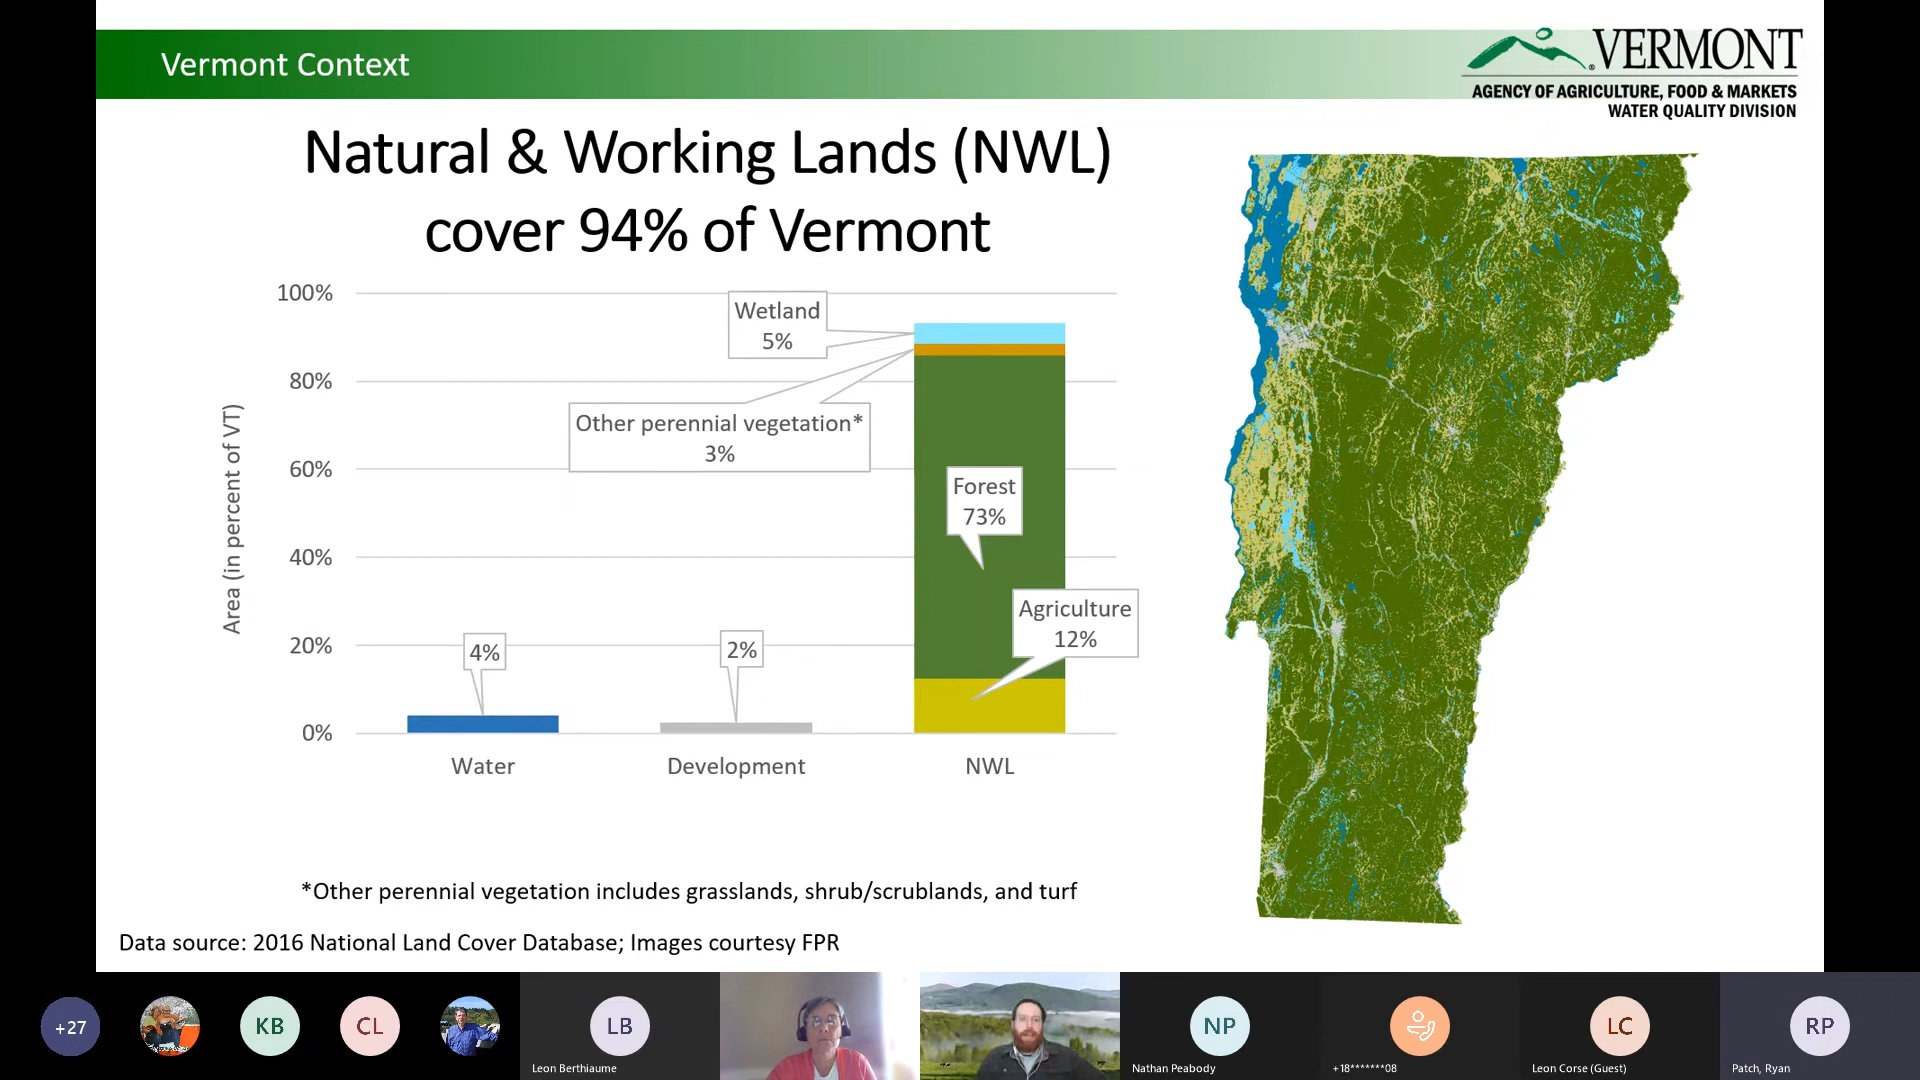 Vermont Context
VERMONT
AGENCY OF AGRICULTURE, FOOD & MARKETS
WATER QUALITY DIVISION
Natural & Working Lands (NWL)
cover 94% of Vermont
Area (in percent of VT)
100%
80%
60%
40%
20%
0%
Wetland
5%
Other perennial vegetation*
3%
Forest
73%
Agriculture
12%
4%
2%
Water
Development
NWL
*Other perennial vegetation includes grasslands, shrub/scrublands, and turf
Data source: 2016 National Land Cover Database; Images courtesy FPR
+27
KB
CL
LB
Leon Berthiaume
NP
Nathan Peabody
+18*******08
LC
Leon Corse (Guest)
RP
Patch, Ryan